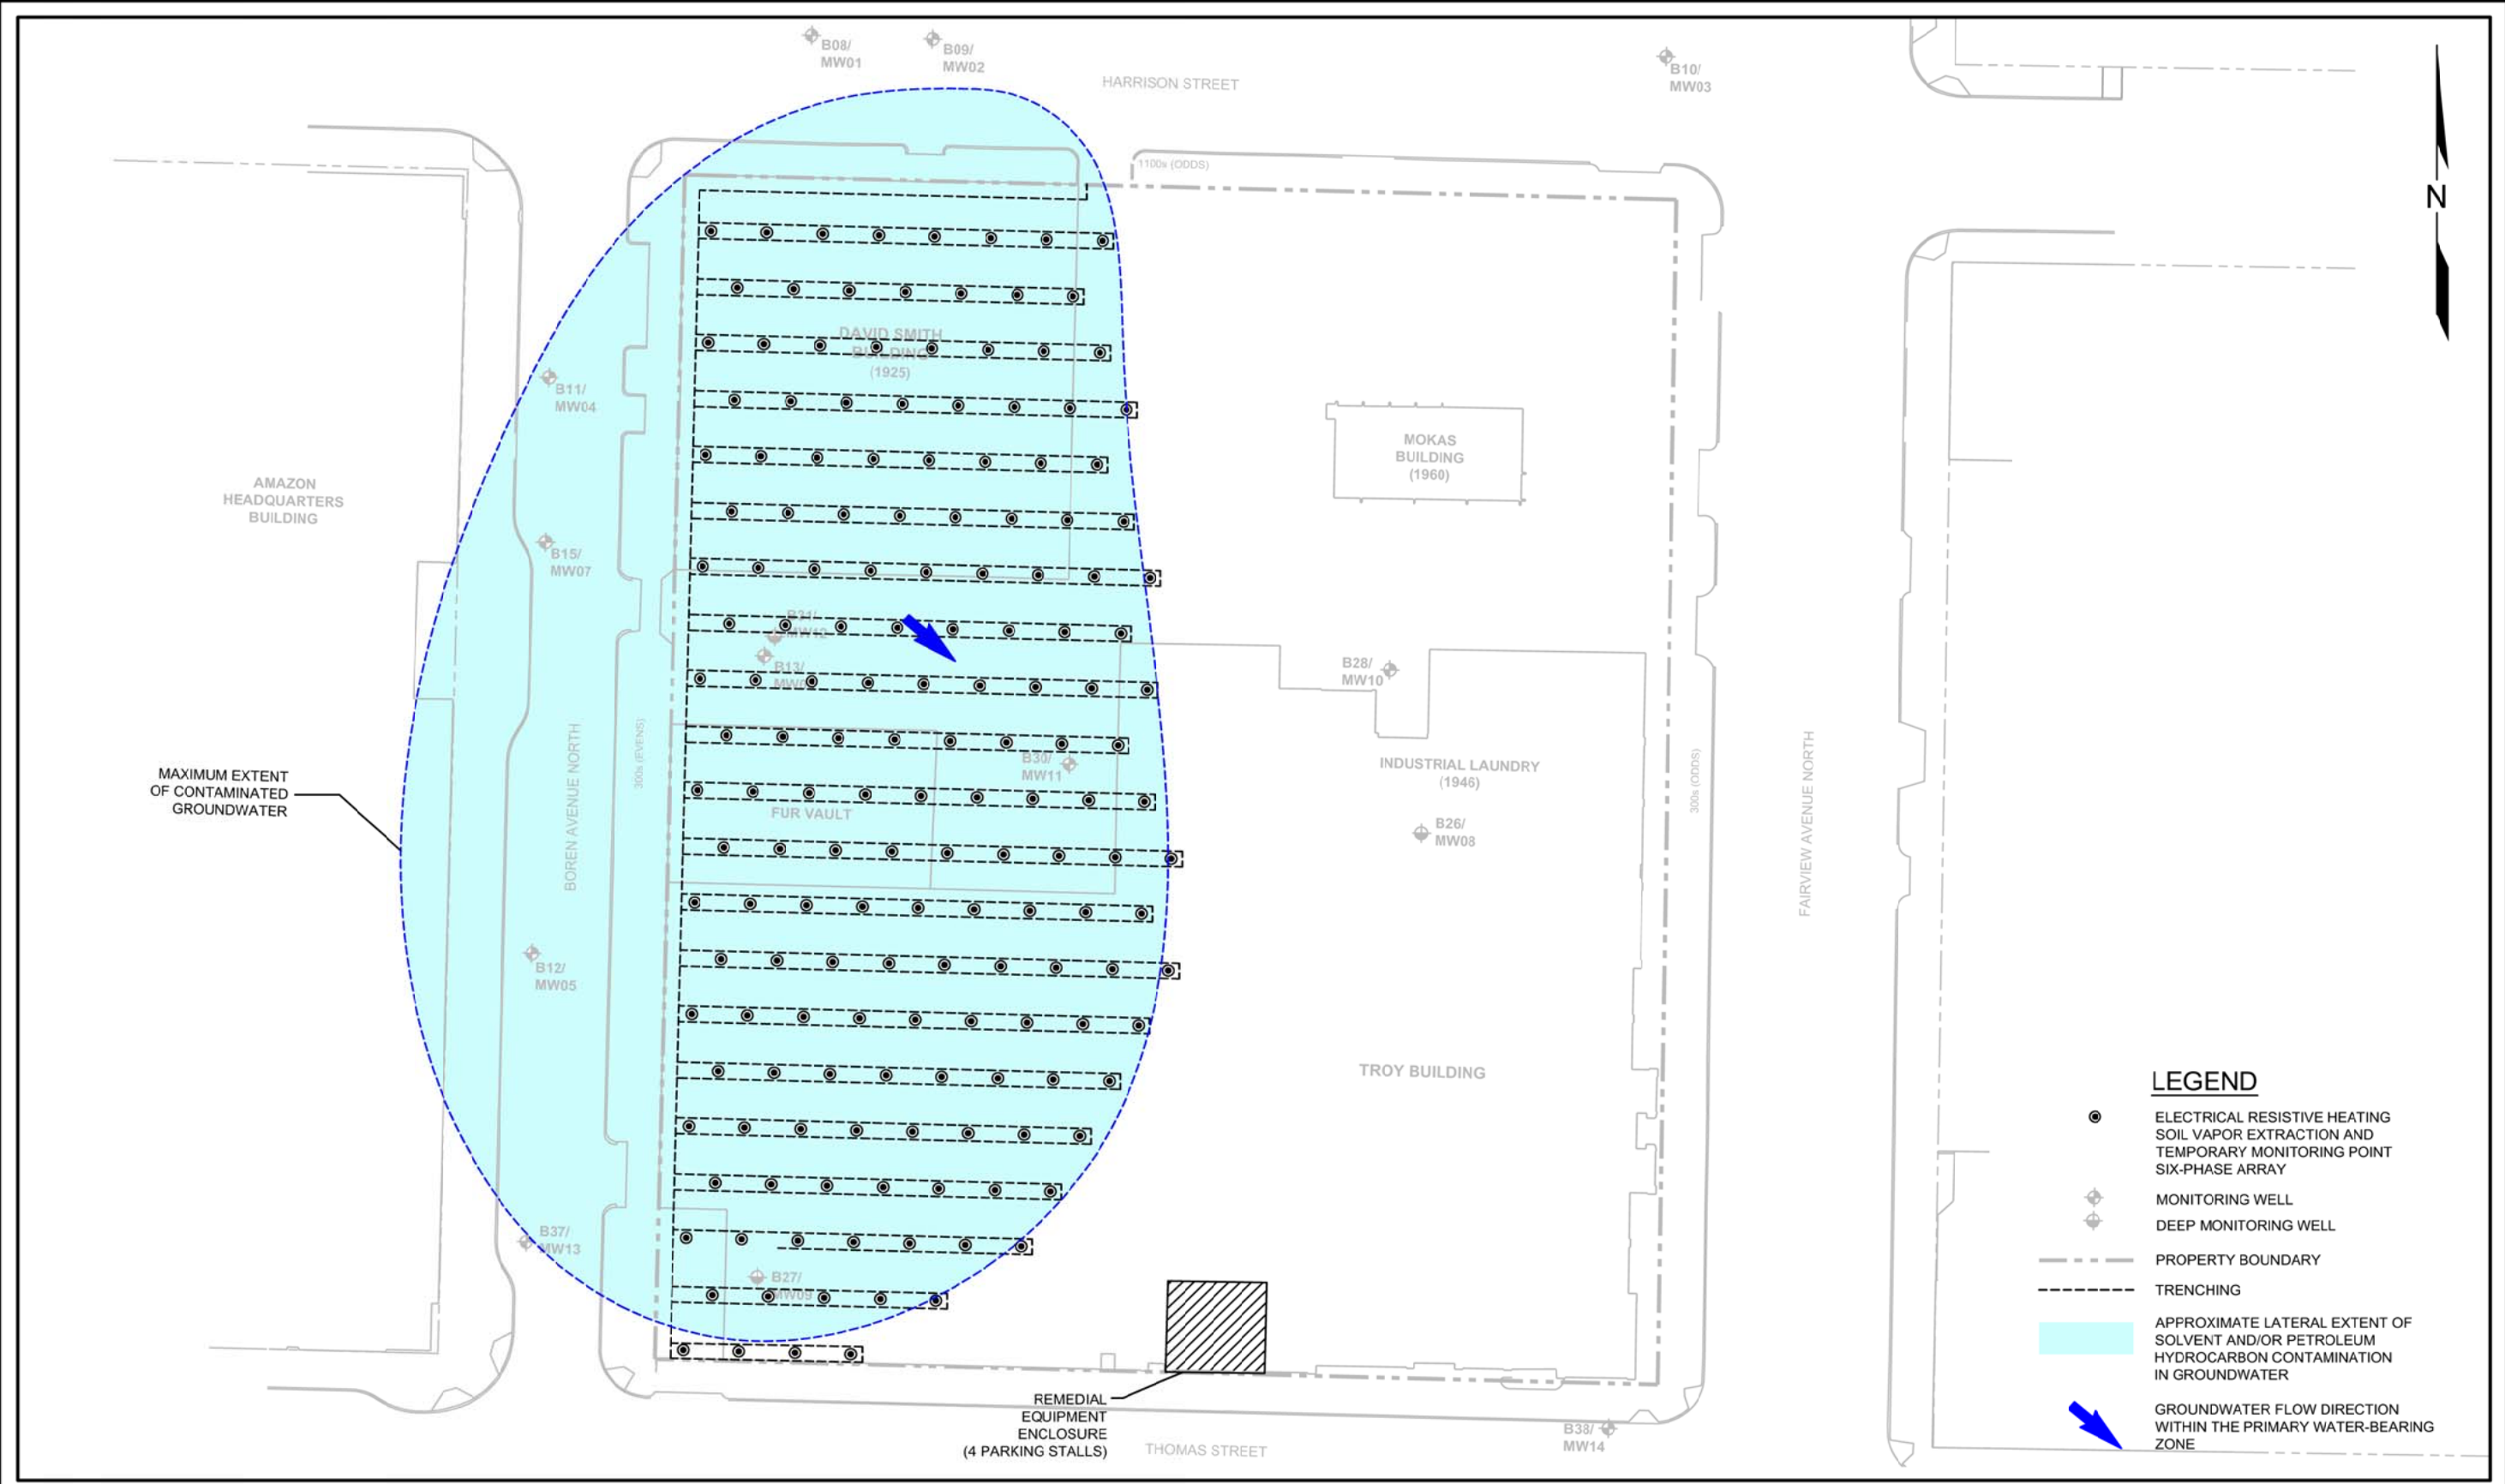 B08/
MW01
B09/
MW02
HARRISON STREET
B10/
MW03
N
1100s (ODDS)
DAVID SMITH
BUILDING
(1925)
B11/
MW04
AMAZON
HEADQUARTERS
BUILDING
MOKAS
BUILDING
(1960)
B15/
MW07
B31/
MW12
B13/
B28/
MW10
BOREN AVENUE NORTH
300s (EVENS)
B30/
MW11
FUR VAULT
INDUSTRIAL LAUNDRY
(1946)
300s (ODDS)
FAIRVIEW AVENUE NORTH
MAXIMUM EXTENT
OF CONTAMINATED
GROUNDWATER
B26/
MW08
B12/
MW05
TROY BUILDING
B37/
MW13
B27/
MW09
REMEDIAL
EQUIPMENT
ENCLOSURE
(4 PARKING STALLS)
THOMAS STREET
B38/
MW14
LEGEND
ELECTRICAL RESISTIVE HEATING
SOIL VAPOR EXTRACTION AND
TEMPORARY MONITORING POINT
SIX-PHASE ARRAY
MONITORING WELL
DEEP MONITORING WELL
PROPERTY BOUNDARY
TRENCHING
APPROXIMATE LATERAL EXTENT OF
SOLVENT AND/OR PETROLEUM
HYDROCARBON CONTAMINATION
IN GROUNDWATER
GROUNDWATER FLOW DIRECTION
WITHIN THE PRIMARY WATER-BEARING
ZONE